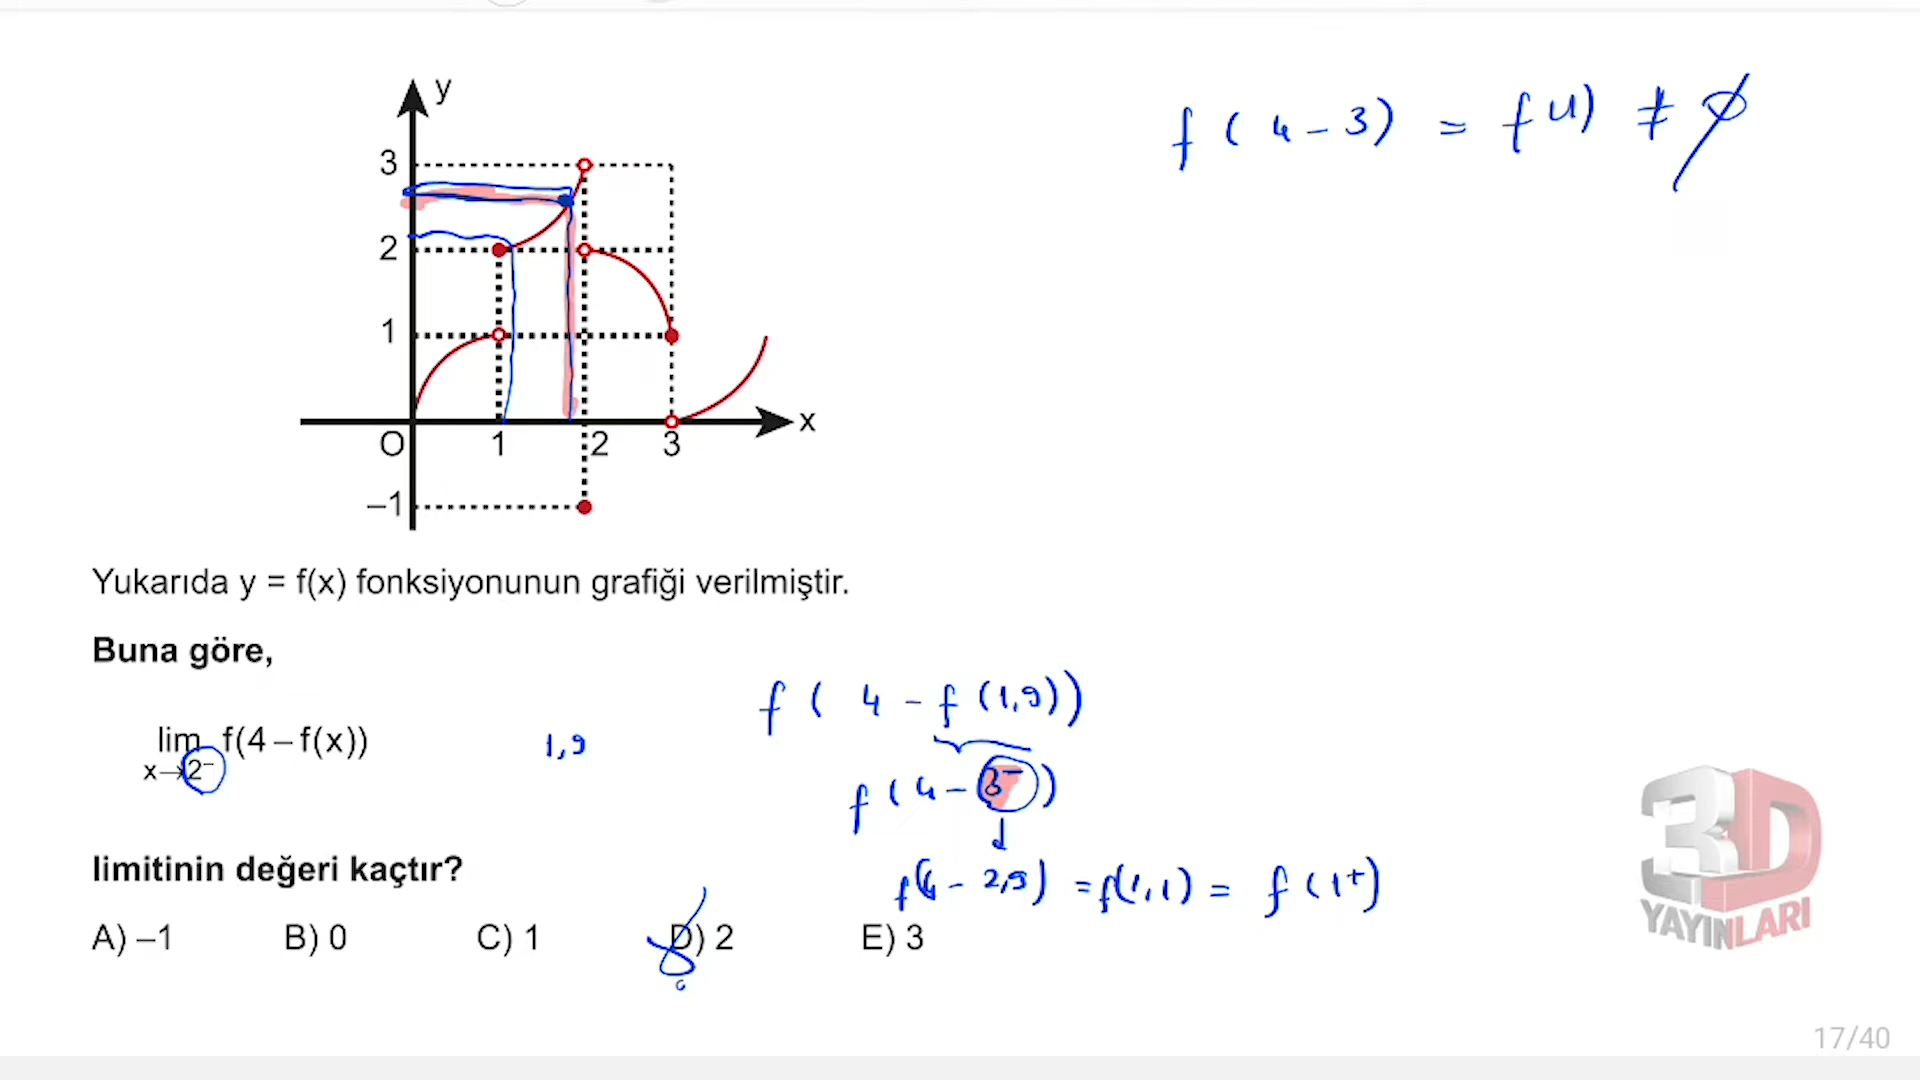 y
f(4-3) = f(1) ≠ ∅
3
2
1
O 1 2 3 x
–1
Yukarıda y = f(x) fonksiyonunun grafiği verilmiştir.
Buna göre,
f(4-f(1,9))
lim f(4–f(x))
x→2⁻
1,9
f(4-3⁻)
limitinin değeri kaçtır?
f(4-2,9) = f(1,1) = f(1⁺)
A) –1 B) 0 C) 1 D) 2 E) 3
3D
YAYINLARI
17/40